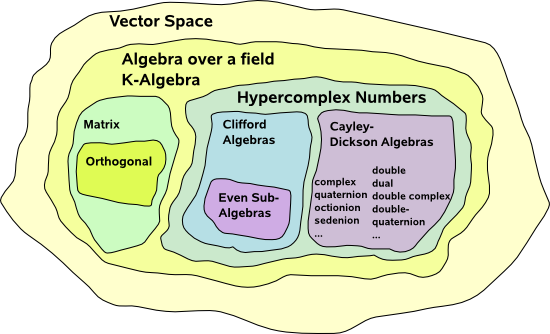 Vector Space
Algebra over a field
K-Algebra
Hypercomplex Numbers
Matrix
Orthogonal
Clifford
Algebras
Even Sub-
Algebras
Cayley-
Dickson Algebras
complex
quaternion
octionion
sedenion
...
double
dual
double complex
double-
quaternion
...